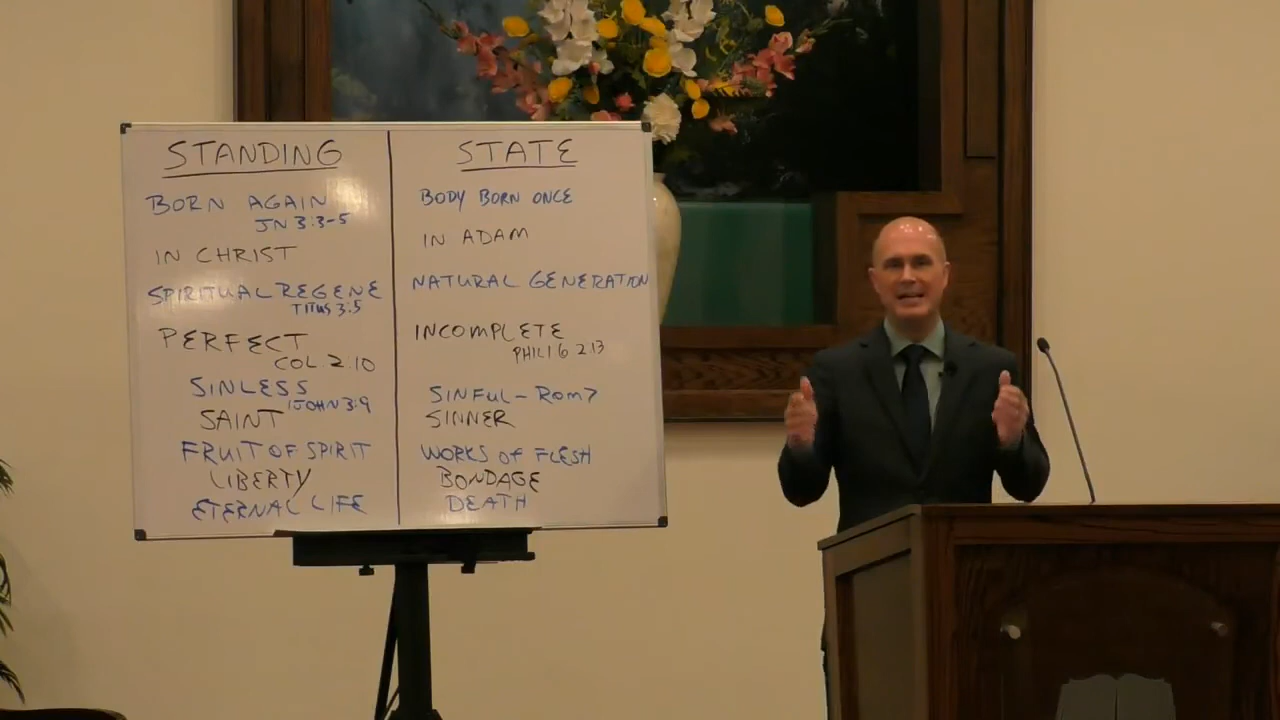 STANDING
BORN AGAIN
JN 3:3-5
IN CHRIST
SPIRITUAL REGENE
TITUS 3:5
PERFECT
COL 2.10
SINLESS
1JOHN 3:9
SAINT
FRUIT OF SPIRIT
LIBERTY
ETERNAL LIFE
STATE
BODY BORN ONCE
IN ADAM
NATURAL GENERATION
INCOMPLETE
PHIL 1 6 2.13
SINFUL - ROM 7
SINNER
WORKS OF FLESH
BONDAGE
DEATH